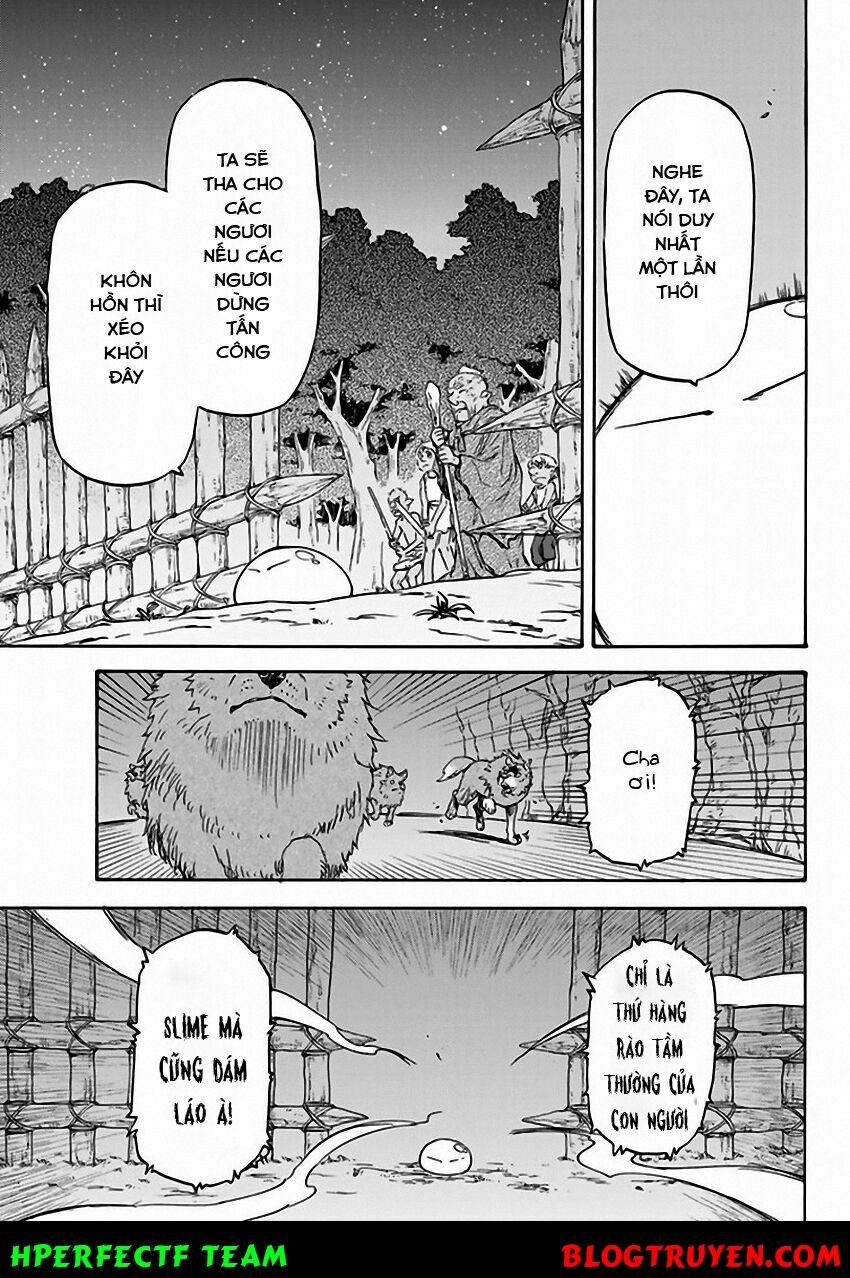 NGHE
ĐÂY, TA
NÓI DUY
NHẤT
MỘT LẦN
THÔI
TA SẼ
THA CHO
CÁC
NGƯƠI
NẾU CÁC
NGƯƠI
DỪNG
TẤN
CÔNG
KHÔN
HỒN THÌ
XÉO
KHỎI
ĐÂY
Cha
ơi!
CHỈ LÀ
THỨ HÀNG
RÀO TẦM
THƯỜNG CỦA
CON NGƯỜI
SLIME MÀ
CŨNG DÁM
LÁO À!
HPERFECTF TEAM
BLOGTRUYEN.COM